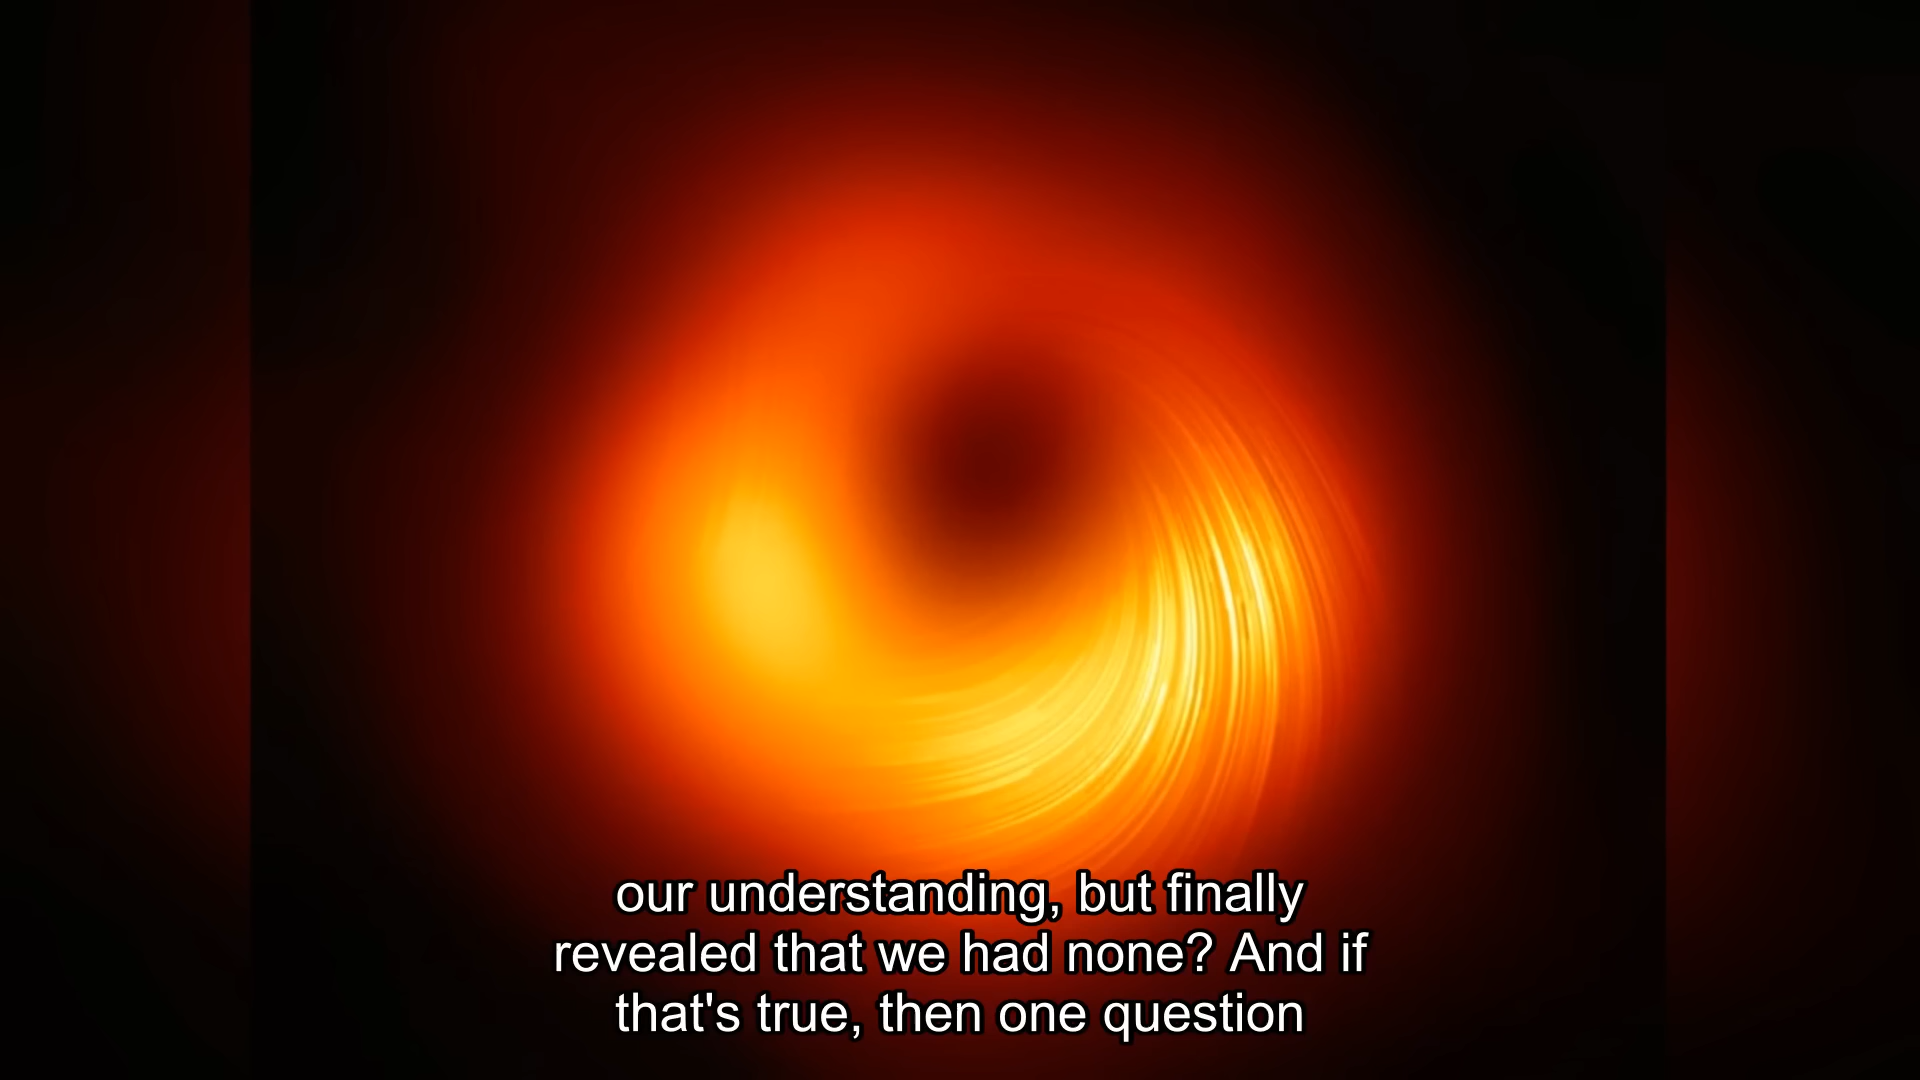 our understanding, but finally
revealed that we had none? And if
that's true, then one question